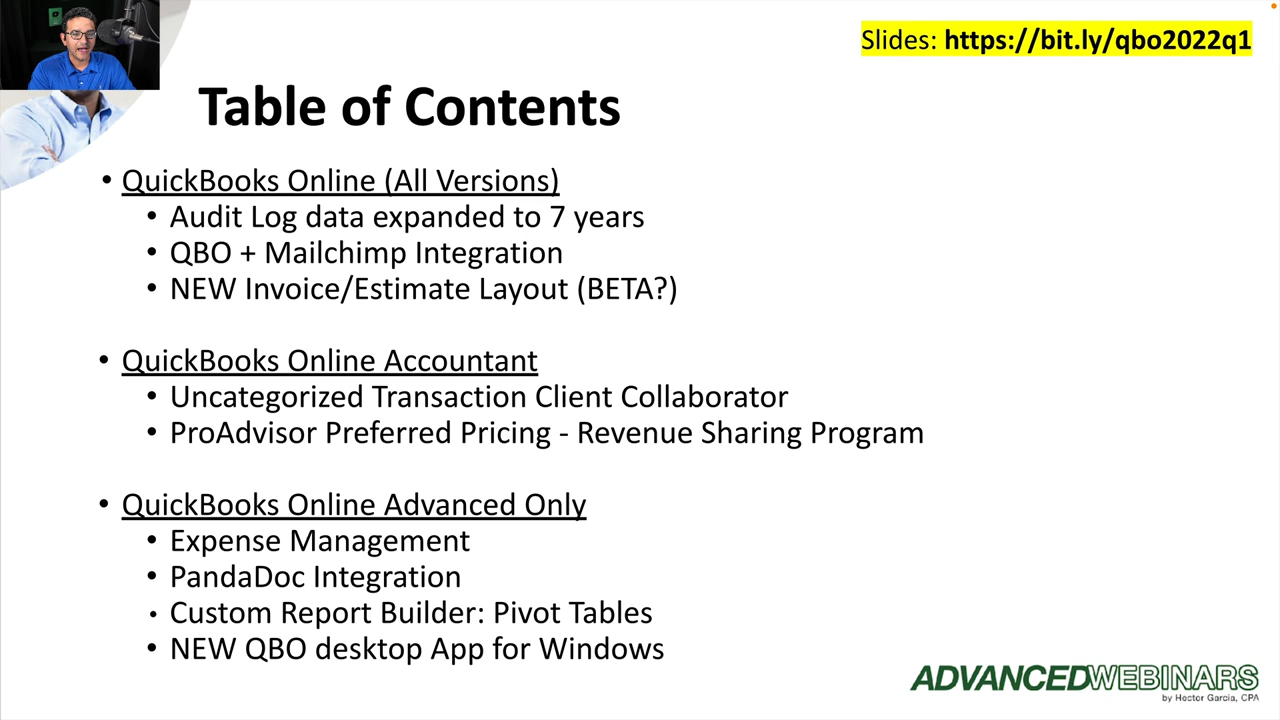 Slides: https://bit.ly/qbo2022q1
Table of Contents
• QuickBooks Online (All Versions)
• Audit Log data expanded to 7 years
• QBO + Mailchimp Integration
• NEW Invoice/Estimate Layout (BETA?)
• QuickBooks Online Accountant
• Uncategorized Transaction Client Collaborator
• ProAdvisor Preferred Pricing - Revenue Sharing Program
• QuickBooks Online Advanced Only
• Expense Management
• PandaDoc Integration
• Custom Report Builder: Pivot Tables
• NEW QBO desktop App for Windows
ADVANCEDWEBINARS
by Hector Garcia, CPA